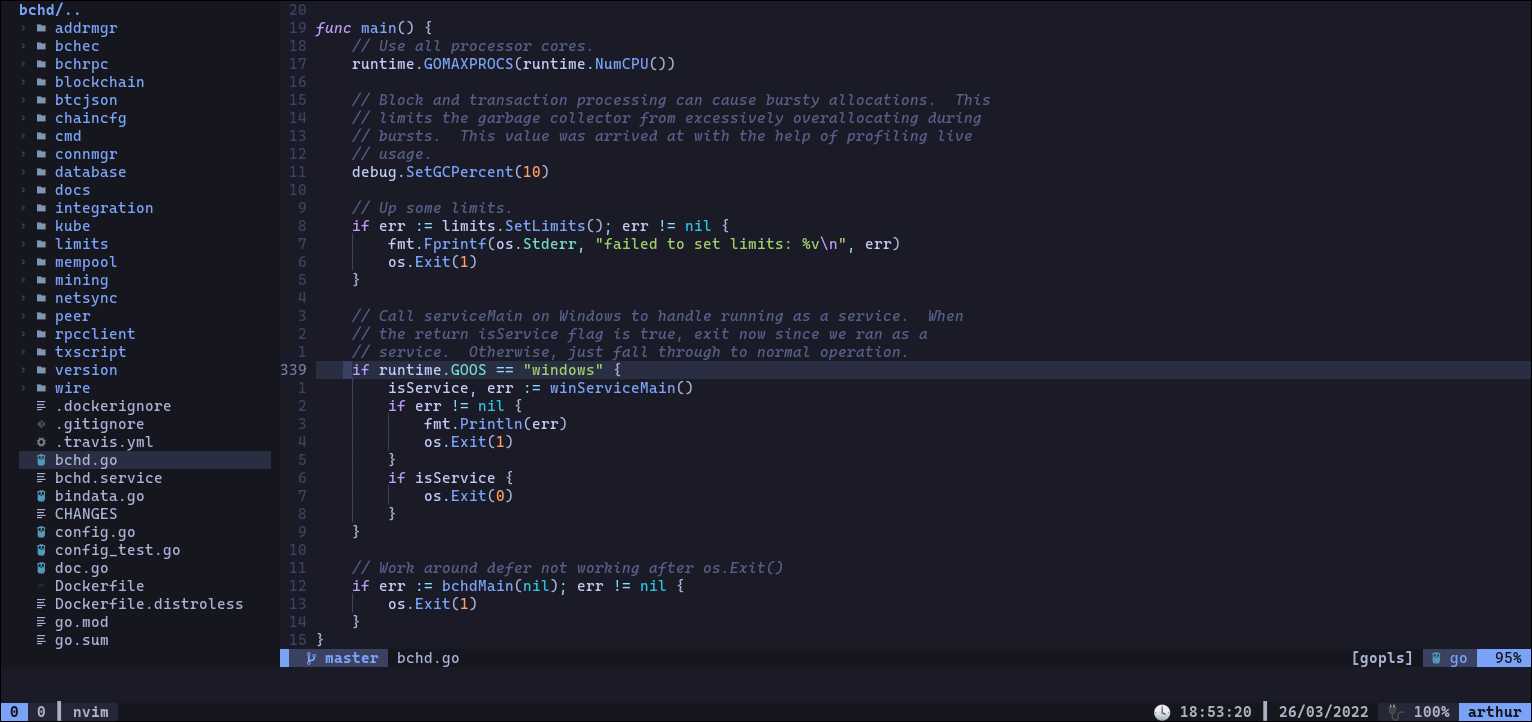 bchd/..
addrmgr
bchec
bchrpc
blockchain
btcjson
chaincfg
cmd
connmgr
database
docs
integration
kube
limits
mempool
mining
netsync
peer
rpcclient
txscript
version
wire
.dockerignore
.gitignore
.travis.yml
bchd.go
bchd.service
bindata.go
CHANGES
config.go
config_test.go
doc.go
Dockerfile
Dockerfile.distroless
go.mod
go.sum
20
19 func main() {
18     // Use all processor cores.
17     runtime.GOMAXPROCS(runtime.NumCPU())
16
15     // Block and transaction processing can cause bursty allocations.  This
14     // limits the garbage collector from excessively overallocating during
13     // bursts.  This value was arrived at with the help of profiling live
12     // usage.
11     debug.SetGCPercent(10)
10
9     // Up some limits.
8     if err := limits.SetLimits(); err != nil {
7         fmt.Fprintf(os.Stderr, "failed to set limits: %v\n", err)
6         os.Exit(1)
5     }
4
3     // Call serviceMain on Windows to handle running as a service.  When
2     // the return isService flag is true, exit now since we ran as a
1     // service.  Otherwise, just fall through to normal operation.
339     if runtime.GOOS == "windows" {
1         isService, err := winServiceMain()
2         if err != nil {
3             fmt.Println(err)
4             os.Exit(1)
5         }
6         if isService {
7             os.Exit(0)
8         }
9     }
10
11     // Work around defer not working after os.Exit()
12     if err := bchdMain(nil); err != nil {
13         os.Exit(1)
14     }
15 }
master bchd.go [gopls] go 95%
0 0 nvim 18:53:20 26/03/2022 100% arthur